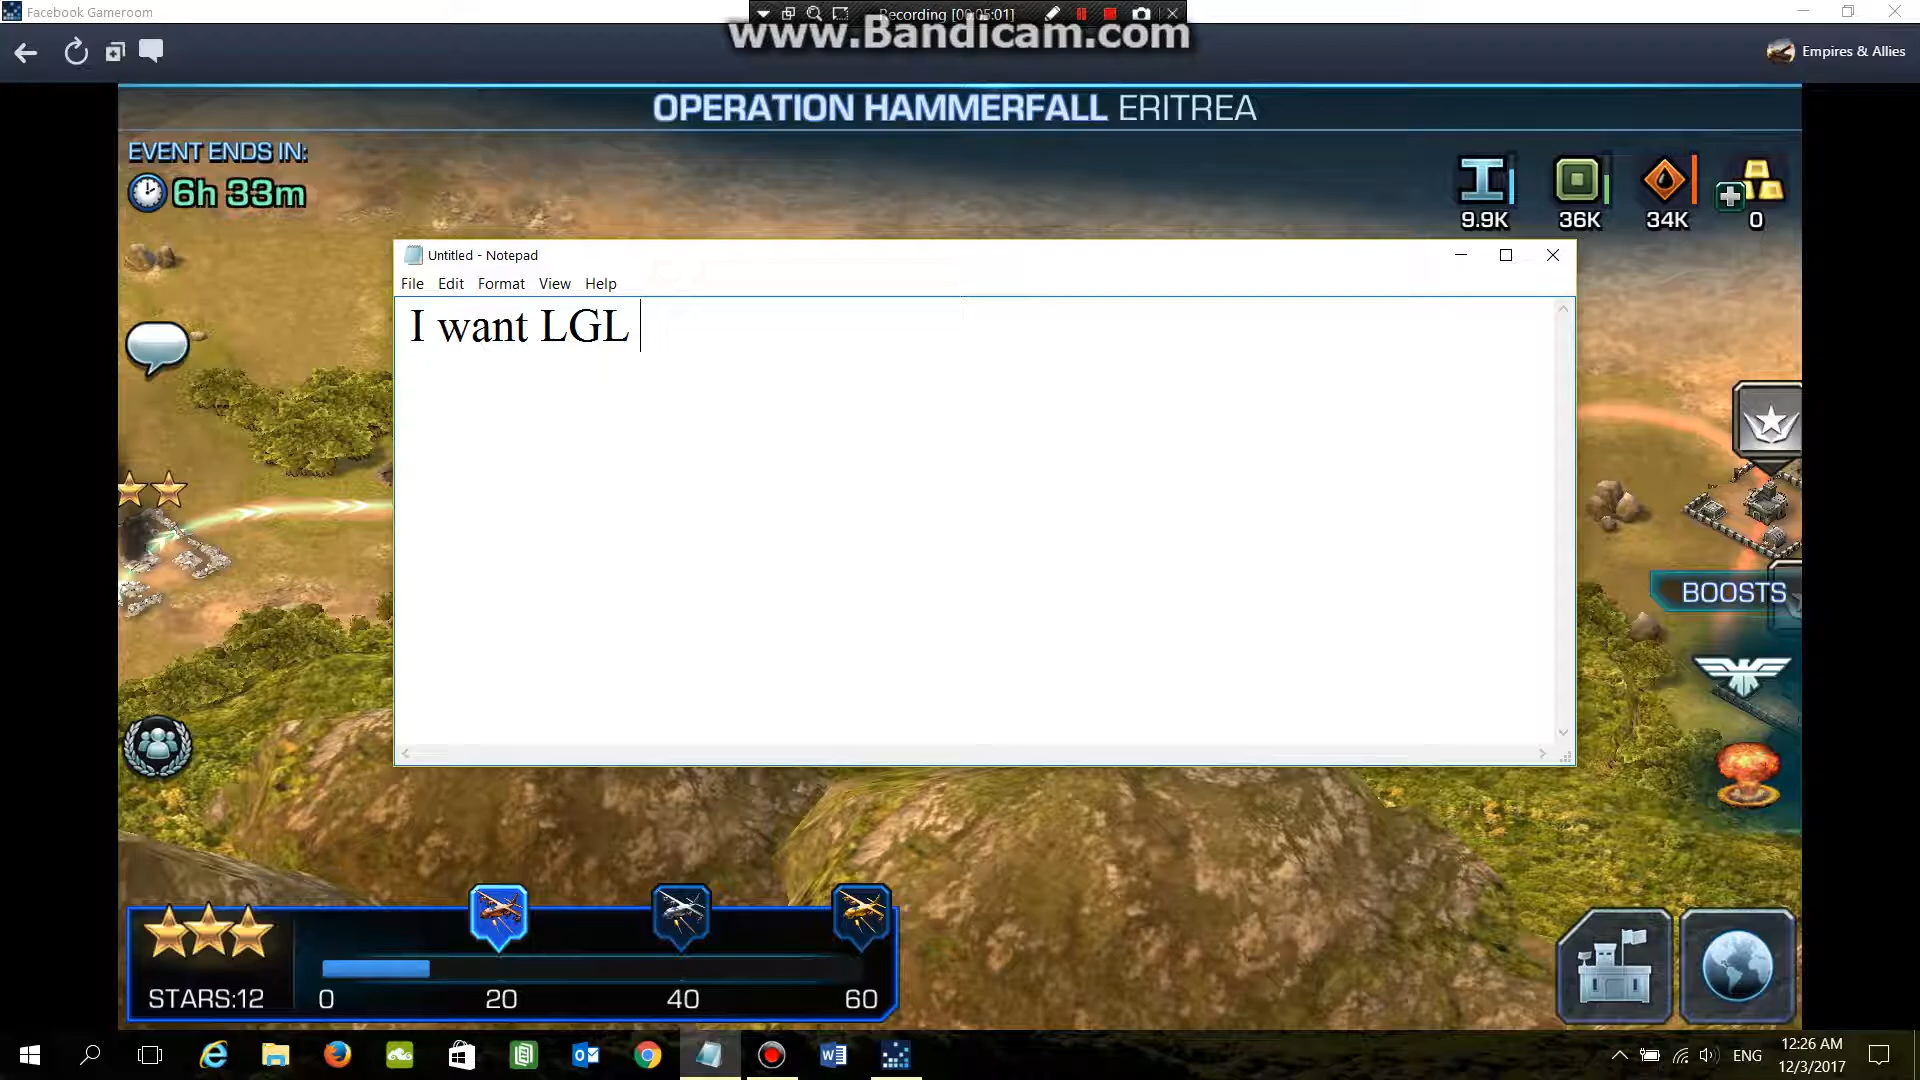 Facebook Gameroom
Recording [00:05:01]
www.Bandicam.com
Empires & Allies
OPERATION HAMMERFALL ERITREA
EVENT ENDS IN:
6h 33m
9.9K
36K
34K
0
Untitled - Notepad
File Edit Format View Help
I want LGL
BOOSTS
STARS:12
0 20 40 60
ENG
12:26 AM
12/3/2017